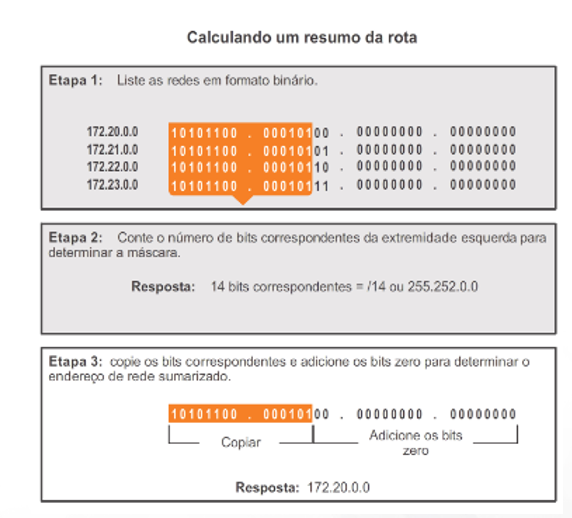 Calculando um resumo da rota
Etapa 1: Liste as redes em formato binário.
172.20.0.0 10101100 . 00010100 . 00000000 . 00000000
172.21.0.0 10101100 . 00010101 . 00000000 . 00000000
172.22.0.0 10101100 . 00010110 . 00000000 . 00000000
172.23.0.0 10101100 . 00010111 . 00000000 . 00000000
Etapa 2: Conte o número de bits correspondentes da extremidade esquerda para
determinar a máscara.
Resposta: 14 bits correspondentes = /14 ou 255.252.0.0
Etapa 3: copie os bits correspondentes e adicione os bits zero para determinar o
endereço de rede sumarizado.
10101100 . 00010100 . 00000000 . 00000000
Copiar
Adicione os bits
zero
Resposta: 172.20.0.0